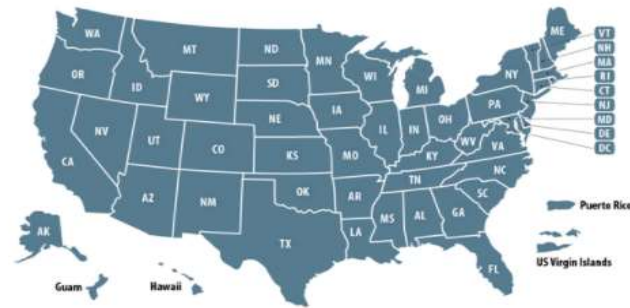 WA
MT
ND
MN
ME
VT
NH
MA
RI
CT
NJ
MD
DE
DC
OR
ID
WY
SD
WI
MI
NY
NE
IA
PA
NV
UT
CO
IL
IN
OH
WV
VA
CA
KS
MO
KY
NC
AZ
NM
OK
AR
TN
SC
TX
LA
MS
AL
GA
FL
AK
Guam
Hawaii
Puerto Rico
US Virgin Islands